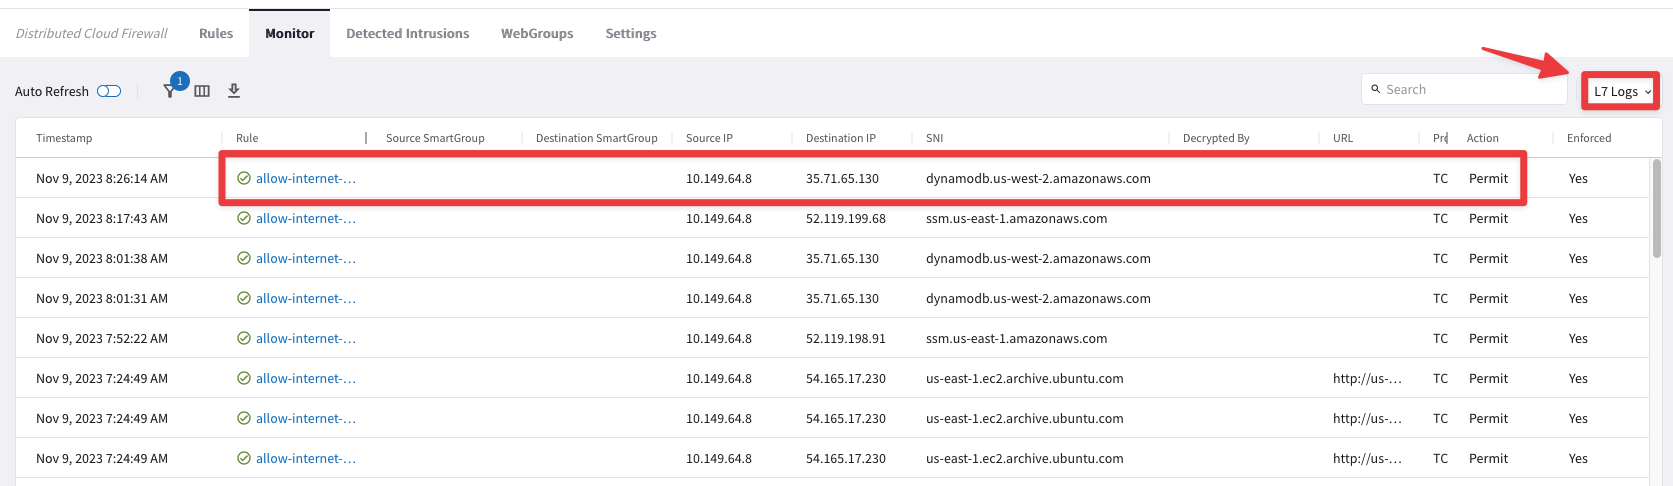 Distributed Cloud Firewall Rules Monitor Detected Intrusions WebGroups Settings
Auto Refresh 1 Search L7 Logs
Timestamp Rule Source SmartGroup Destination SmartGroup Source IP Destination IP SNI Decrypted By URL Pr Action Enforced
Nov 9, 2023 8:26:14 AM allow-internet-... 10.149.64.8 35.71.65.130 dynamodb.us-west-2.amazonaws.com TC Permit Yes
Nov 9, 2023 8:17:43 AM allow-internet-... 10.149.64.8 52.119.199.68 ssm.us-east-1.amazonaws.com TC Permit Yes
Nov 9, 2023 8:01:38 AM allow-internet-... 10.149.64.8 35.71.65.130 dynamodb.us-west-2.amazonaws.com TC Permit Yes
Nov 9, 2023 8:01:31 AM allow-internet-... 10.149.64.8 35.71.65.130 dynamodb.us-west-2.amazonaws.com TC Permit Yes
Nov 9, 2023 7:52:22 AM allow-internet-... 10.149.64.8 52.119.198.91 ssm.us-east-1.amazonaws.com TC Permit Yes
Nov 9, 2023 7:24:49 AM allow-internet-... 10.149.64.8 54.165.17.230 us-east-1.ec2.archive.ubuntu.com http://us-... TC Permit Yes
Nov 9, 2023 7:24:49 AM allow-internet-... 10.149.64.8 54.165.17.230 us-east-1.ec2.archive.ubuntu.com http://us-... TC Permit Yes
Nov 9, 2023 7:24:49 AM allow-internet-... 10.149.64.8 54.165.17.230 us-east-1.ec2.archive.ubuntu.com http://us-... TC Permit Yes